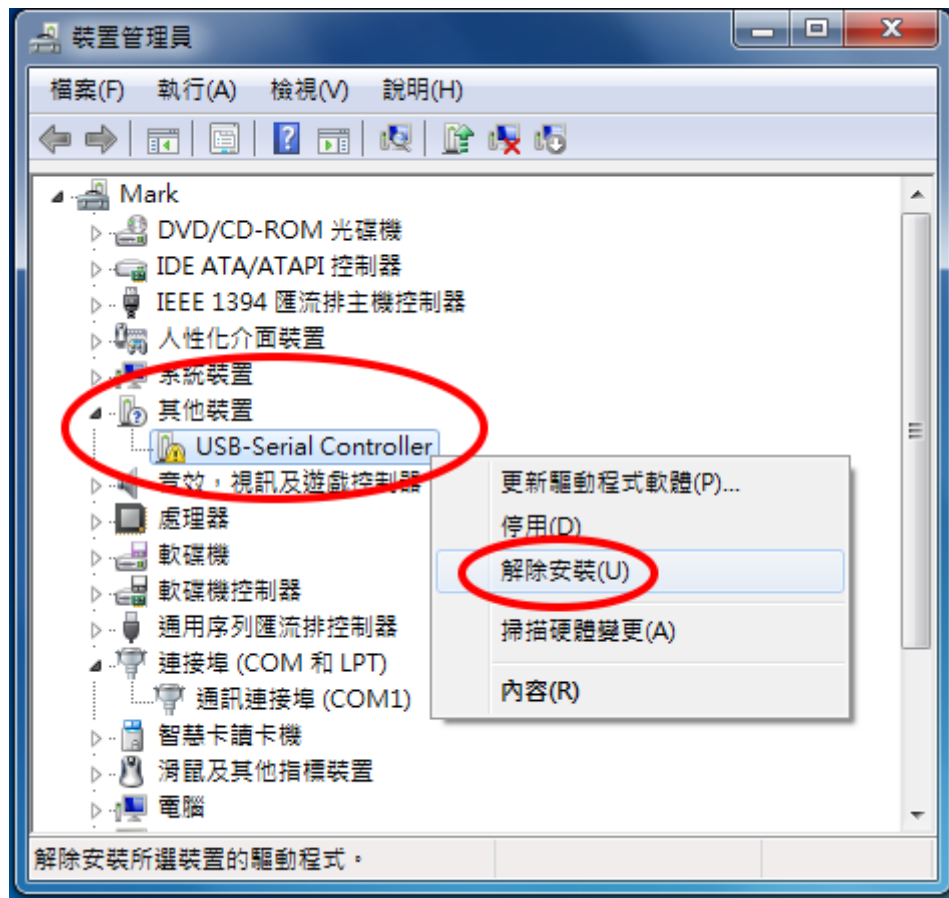 裝置管理員
檔案(F) 執行(A) 檢視(V) 說明(H)
Mark
DVD/CD-ROM 光碟機
IDE ATA/ATAPI 控制器
IEEE 1394 匯流排主機控制器
人性化介面裝置
系統裝置
其他裝置
USB-Serial Controller
音效，視訊及遊戲控制器
處理器
軟碟機
軟碟機控制器
通用序列匯流排控制器
連接埠 (COM 和 LPT)
通訊連接埠 (COM1)
智慧卡讀卡機
滑鼠及其他指標裝置
電腦
更新驅動程式軟體(P)...
停用(D)
解除安裝(U)
掃描硬體變更(A)
內容(R)
解除安裝所選裝置的驅動程式。